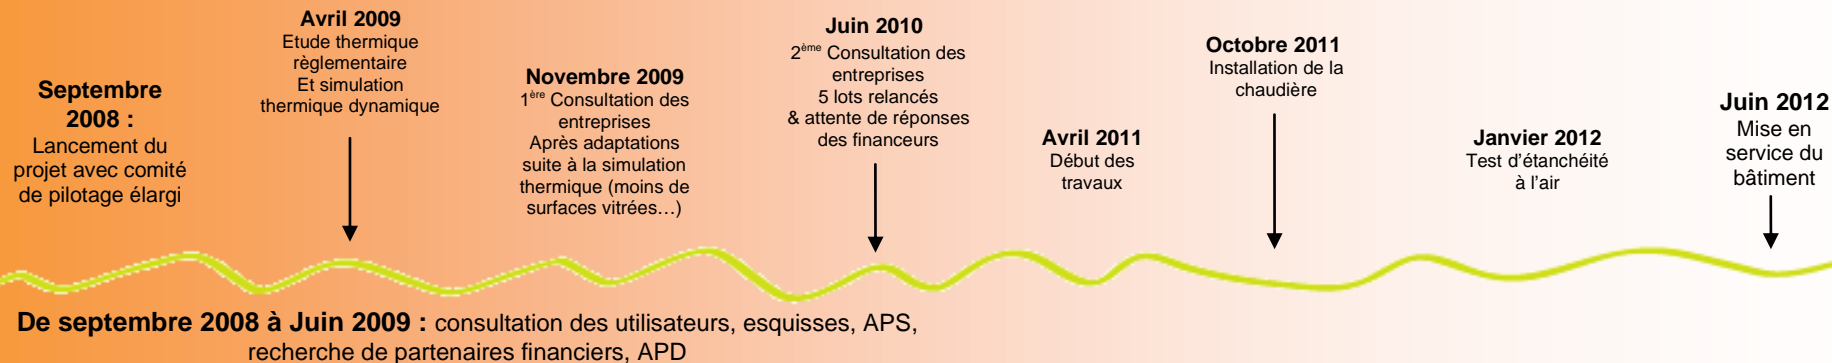 Septembre
2008 :
Lancement du
projet avec comité
de pilotage élargi
Avril 2009
Etude thermique
règlementaire
Et simulation
thermique dynamique
Novembre 2009
1ère Consultation des
entreprises
Après adaptations
suite à la simulation
thermique (moins de
surfaces vitrées…)
Juin 2010
2ème Consultation des
entreprises
5 lots relancés
& attente de réponses
des financeurs
Avril 2011
Début des
travaux
Octobre 2011
Installation de la
chaudière
Janvier 2012
Test d’étanchéité
à l’air
Juin 2012
Mise en
service du
bâtiment
De septembre 2008 à Juin 2009 : consultation des utilisateurs, esquisses, APS,
recherche de partenaires financiers, APD